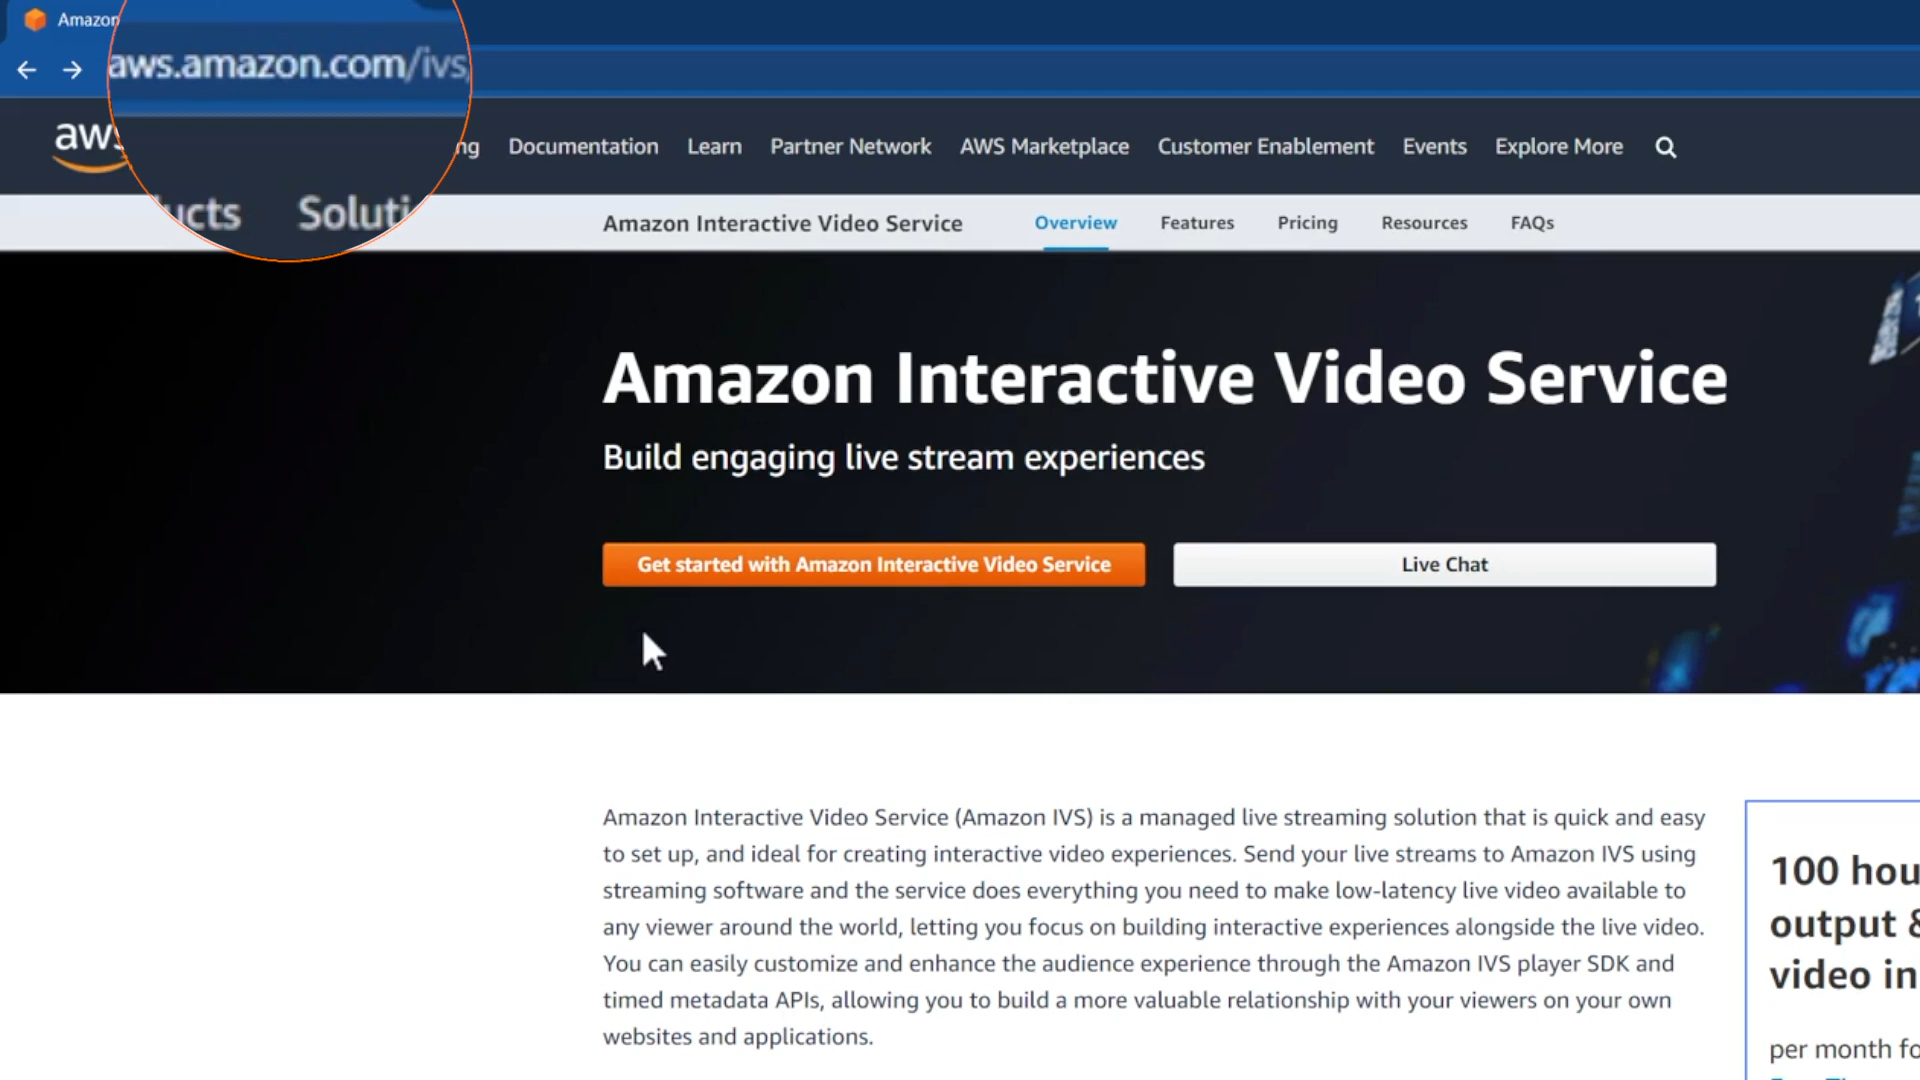 Amazon
aws.amazon.com/ivs
aws
Documentation Learn Partner Network AWS Marketplace Customer Enablement Events Explore More
ucts Soluti
Amazon Interactive Video Service Overview Features Pricing Resources FAQs
Amazon Interactive Video Service
Build engaging live stream experiences
Get started with Amazon Interactive Video Service Live Chat
Amazon Interactive Video Service (Amazon IVS) is a managed live streaming solution that is quick and easy
to set up, and ideal for creating interactive video experiences. Send your live streams to Amazon IVS using
streaming software and the service does everything you need to make low-latency live video available to
any viewer around the world, letting you focus on building interactive experiences alongside the live video.
You can easily customize and enhance the audience experience through the Amazon IVS player SDK and
timed metadata APIs, allowing you to build a more valuable relationship with your viewers on your own
websites and applications.
100 hou
output &
video in
per month fo